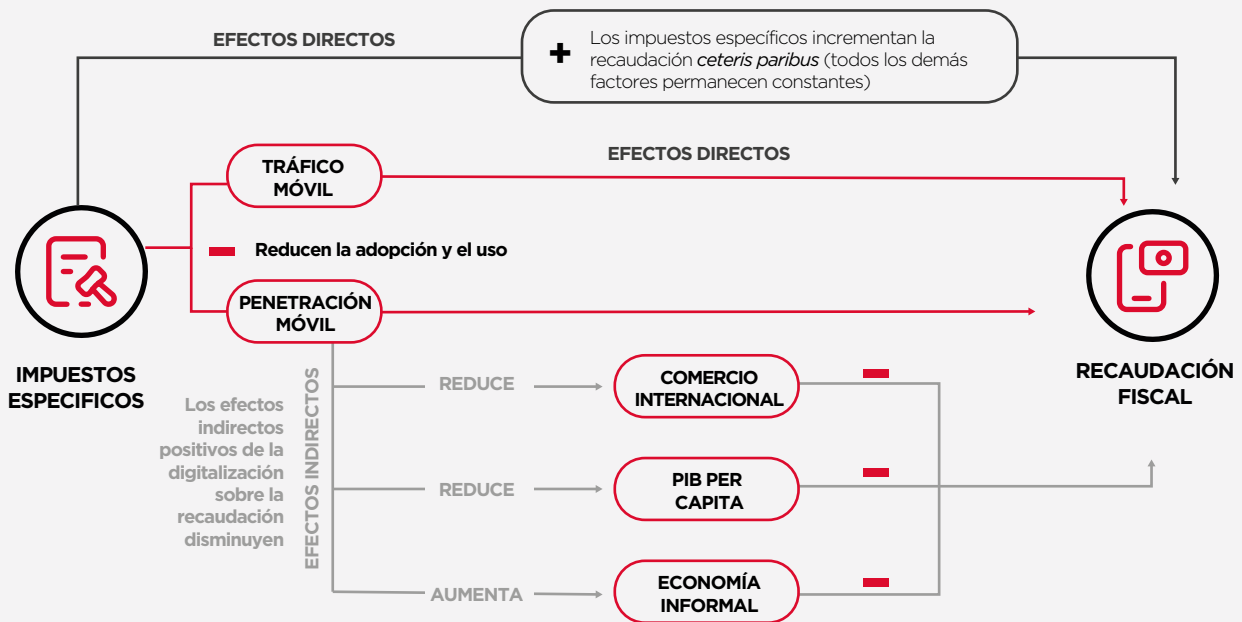 EFECTOS DIRECTOS
+ Los impuestos específicos incrementan la
recaudación ceteris paribus (todos los demás
factores permanecen constantes)
TRÁFICO
MÓVIL
EFECTOS DIRECTOS
Reducen la adopción y el uso
PENETRACIÓN
MÓVIL
IMPUESTOS
ESPECIFICOS
RECAUDACIÓN
FISCAL
Los efectos
indirectos
positivos de la
digitalización
sobre la
recaudación
disminuyen
EFECTOS INDIRECTOS
REDUCE
COMERCIO
INTERNACIONAL
REDUCE
PIB PER
CAPITA
AUMENTA
ECONOMÍA
INFORMAL